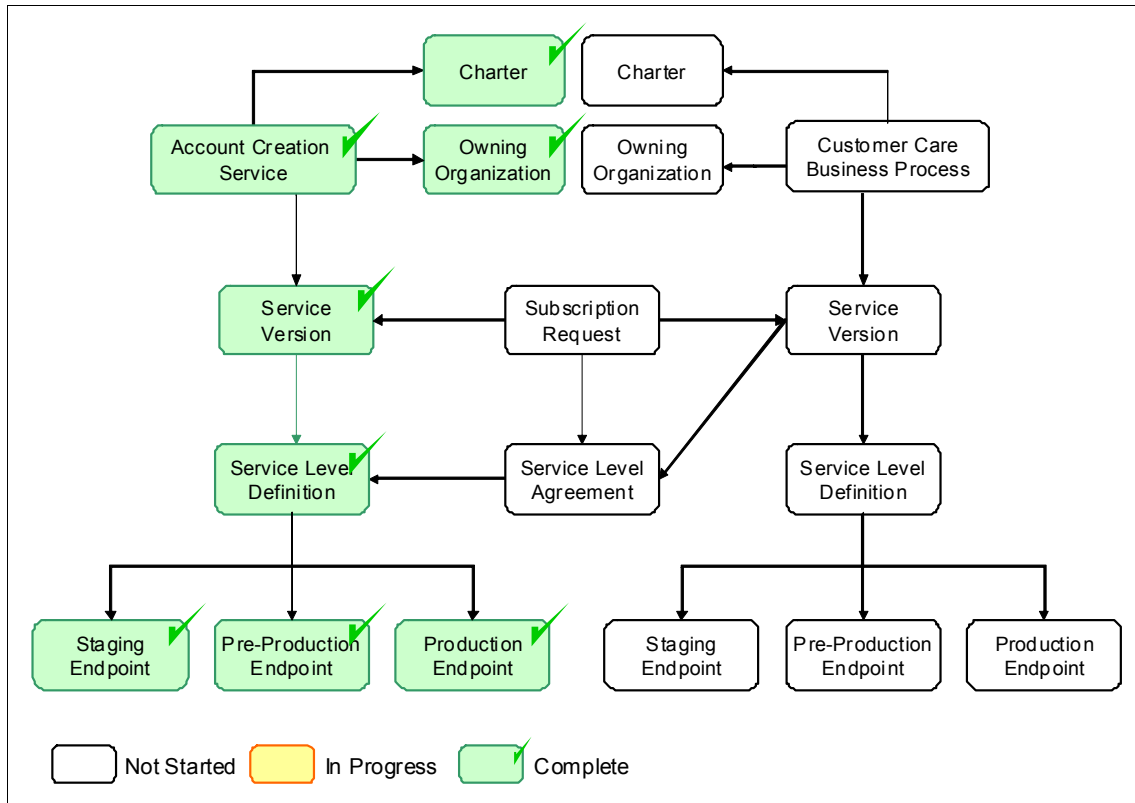 Charter
Charter
Account Creation
Service
Owning
Organization
Owning
Organization
Customer Care
Business Process
Service
Version
Subscription
Request
Service
Version
Service Level
Definition
Service Level
Agreement
Service Level
Definition
Staging
Endpoint
Pre-Production
Endpoint
Production
Endpoint
Staging
Endpoint
Pre-Production
Endpoint
Production
Endpoint
Not Started
In Progress
Complete